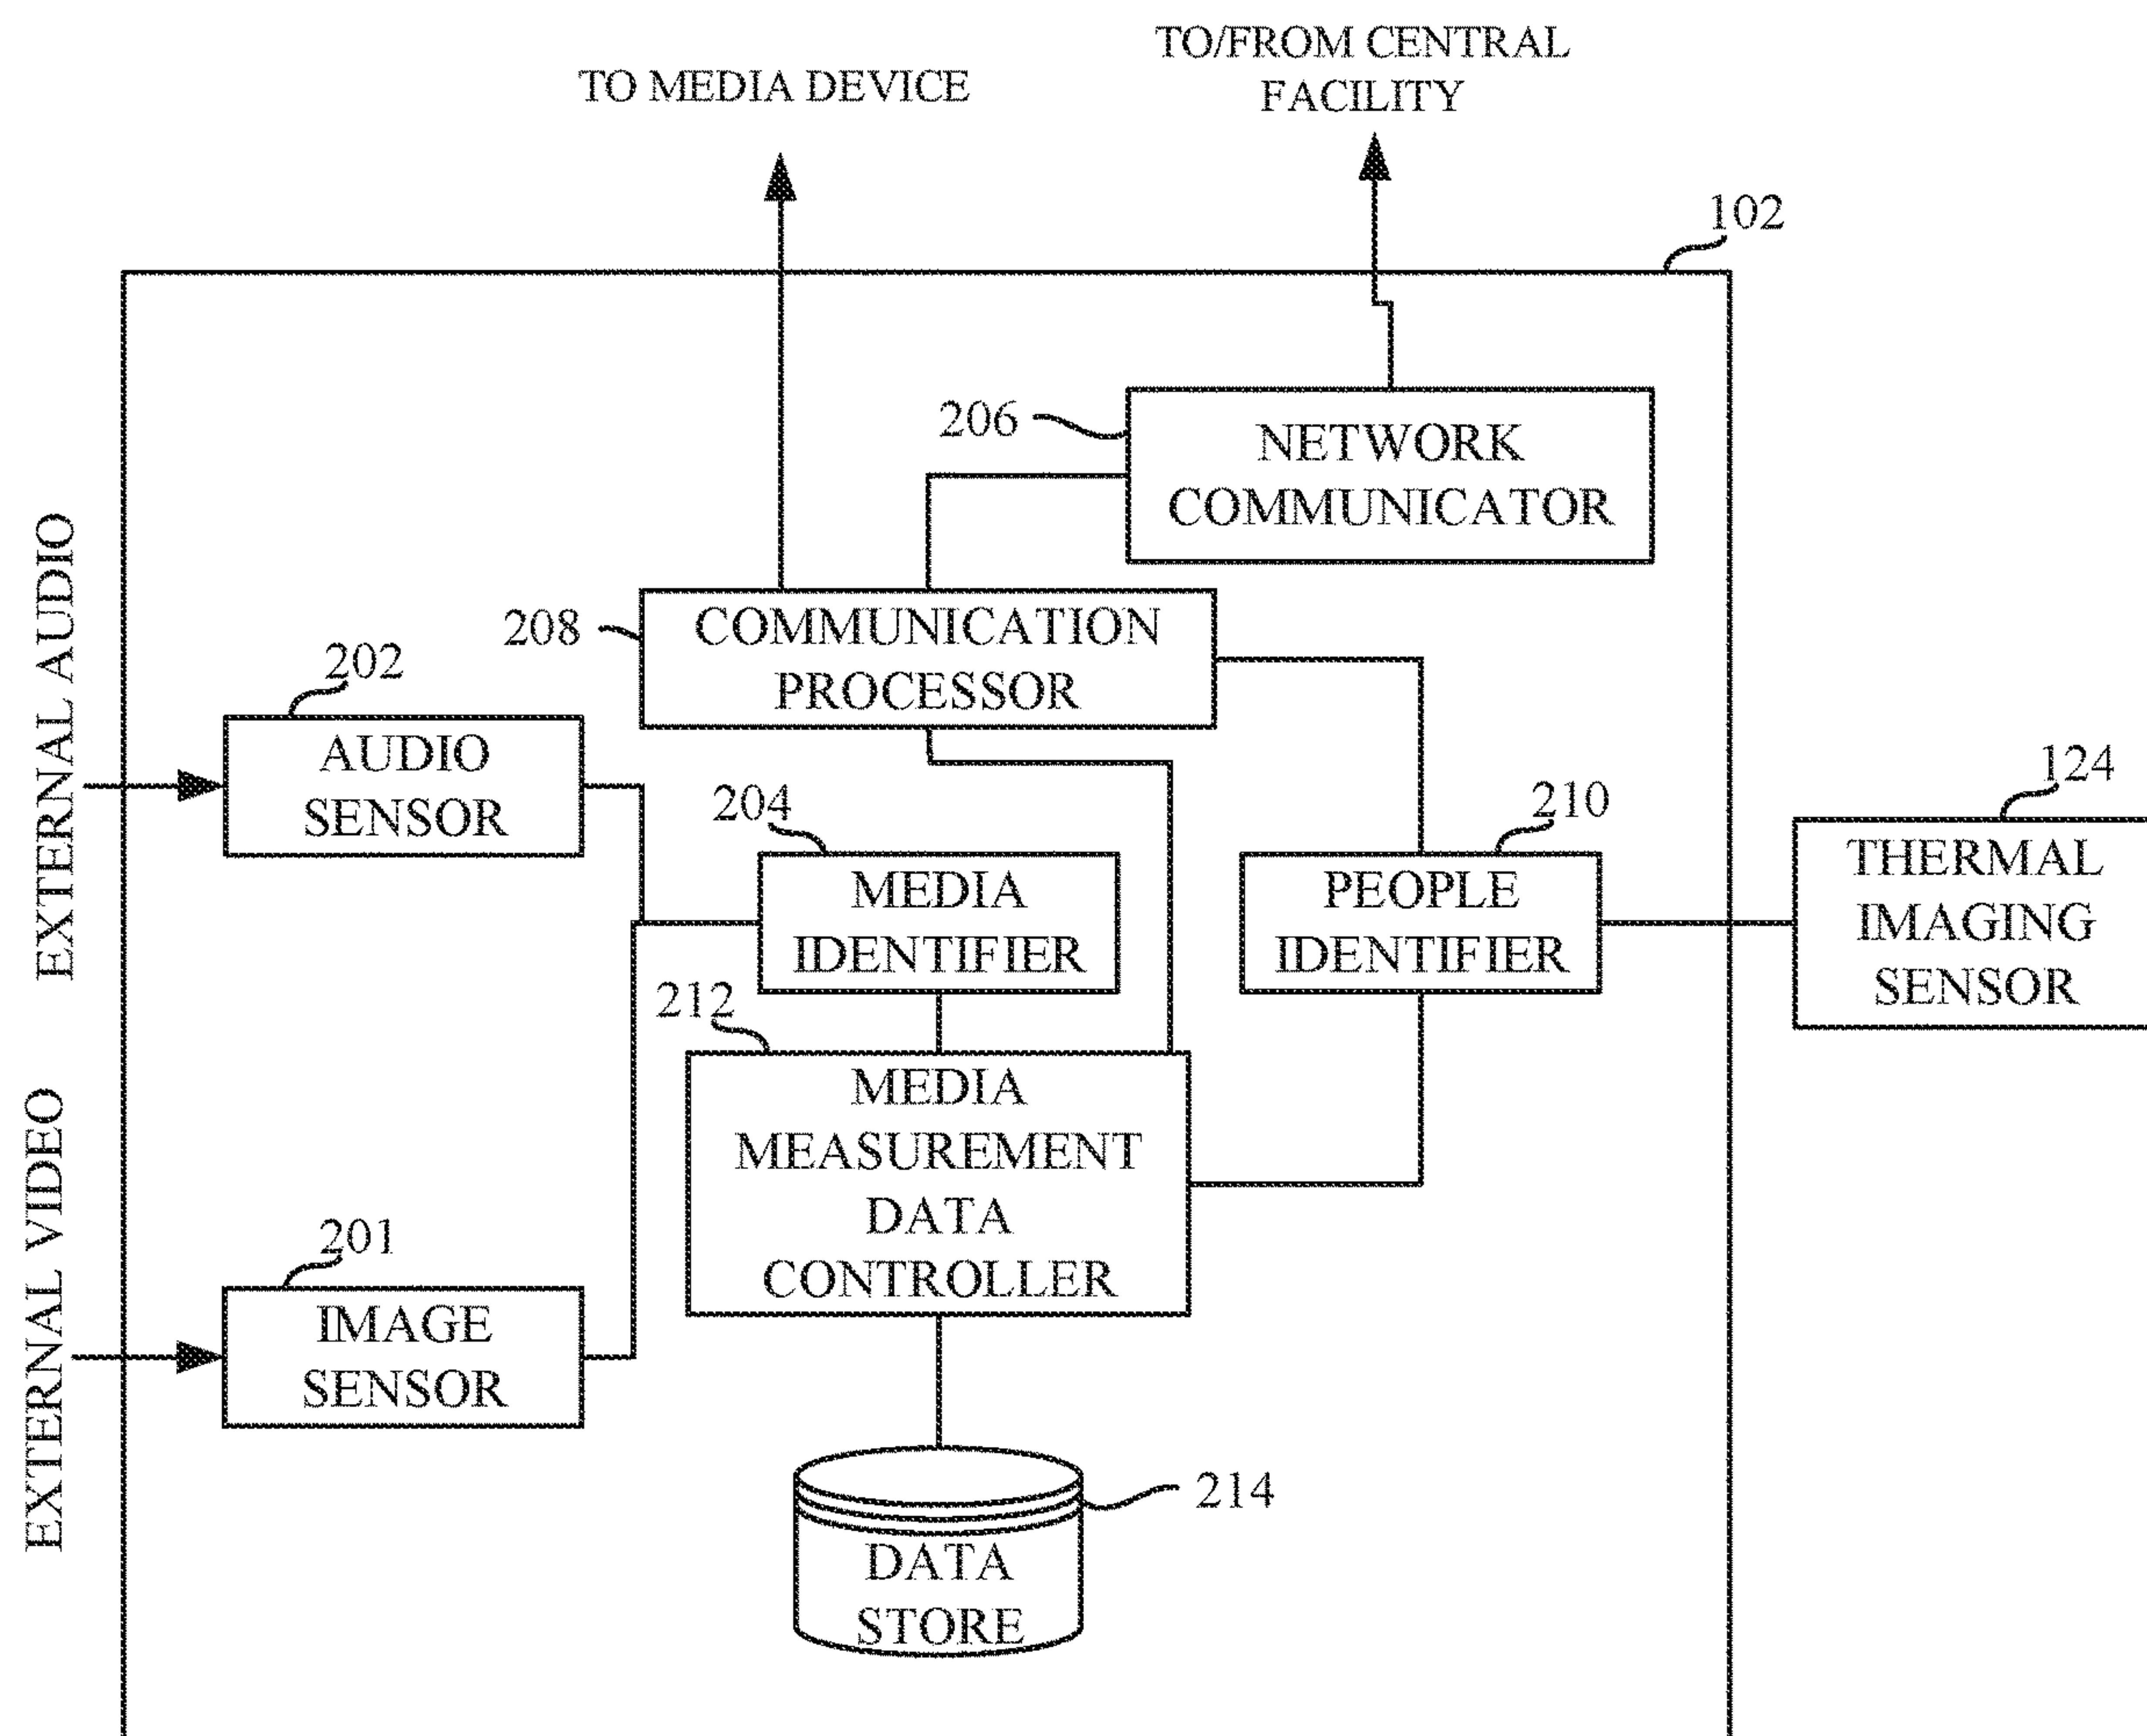 TO/FROM CENTRAL
FACILITY
TO MEDIA DEVICE
102
206
NETWORK
COMMUNICATOR
EXTERNAL AUDIO
208
COMMUNICATION
PROCESSOR
202
AUDIO
SENSOR
204
MEDIA
IDENTIFIER
210
PEOPLE
IDENTIFIER
124
THERMAL
IMAGING
SENSOR
212
MEDIA
MEASUREMENT
DATA
CONTROLLER
EXTERNAL VIDEO
201
IMAGE
SENSOR
214
DATA
STORE